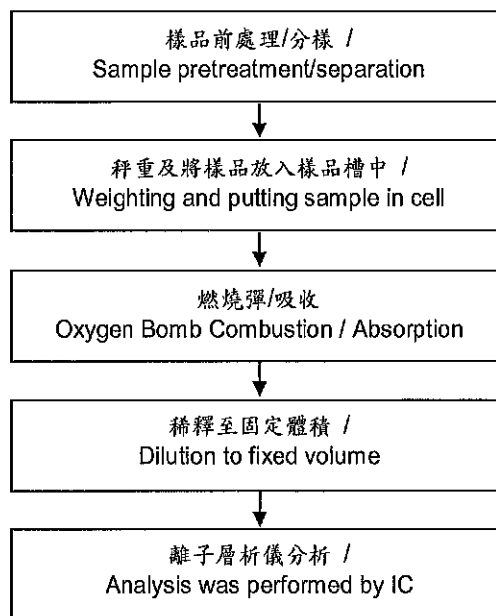 樣品前處理/分樣 /
Sample pretreatment/separation
秤重及將樣品放入樣品槽中 /
Weighting and putting sample in cell
燃燒彈/吸收
Oxygen Bomb Combustion / Absorption
稀釋至固定體積 /
Dilution to fixed volume
離子層析儀分析 /
Analysis was performed by IC